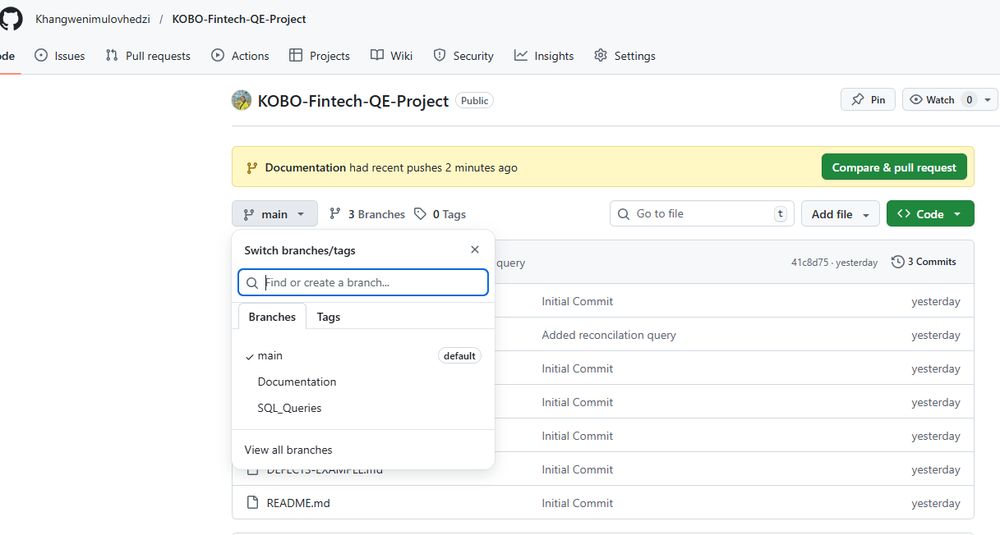 Khangwenimulovhedzi / KOBO-Fintech-QE-Project
ode Issues Pull requests Actions Projects Wiki Security Insights Settings
KOBO-Fintech-QE-Project Public Pin Watch 0
Documentation had recent pushes 2 minutes ago Compare & pull request
main 3 Branches 0 Tags Go to file t Add file <> Code
Switch branches/tags
query 41c8d75 · yesterday 3 Commits
Find or create a branch...
Initial Commit yesterday
Branches Tags
Added reconcilation query yesterday
main default
Initial Commit yesterday
Documentation
Initial Commit yesterday
SQL_Queries
Initial Commit yesterday
View all branches
DEFECTS-EXAMPLE.md Initial Commit yesterday
README.md Initial Commit yesterday